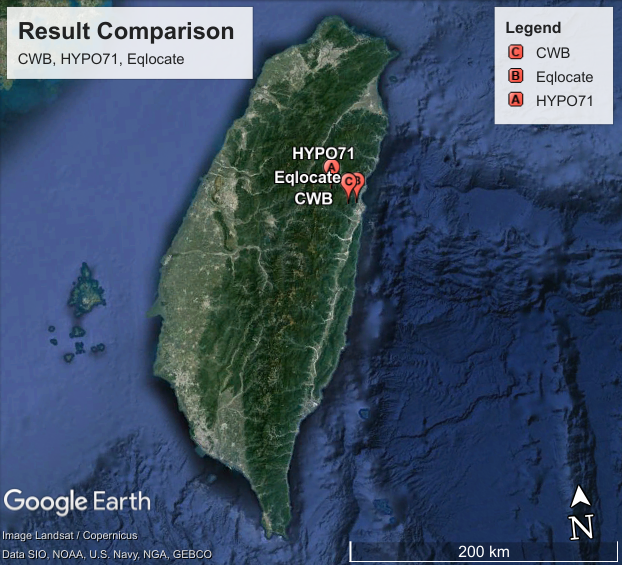 Result Comparison
CWB, HYPO71, Eqlocate
Legend
C CWB
B Eqlocate
A HYPO71
HYPO71
A
Eqlocate C B
CWB
Google Earth
N
Image Landsat / Copernicus
Data SIO, NOAA, U.S. Navy, NGA, GEBCO
200 km